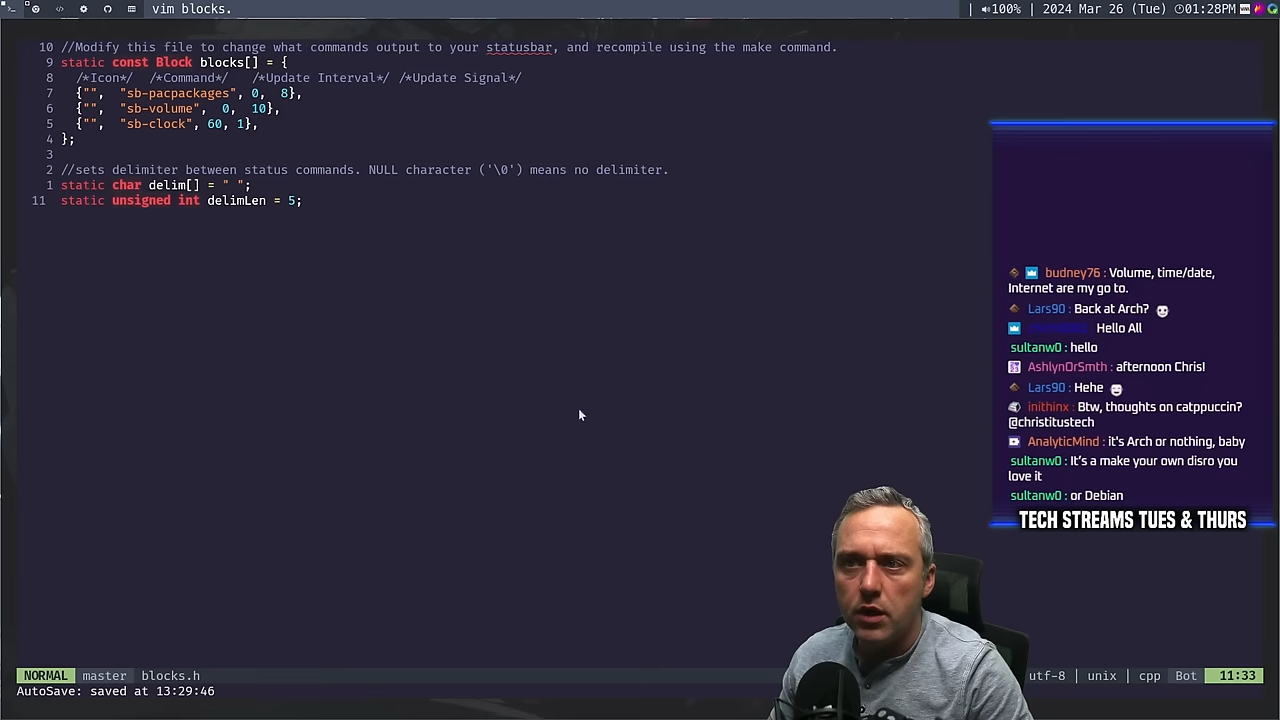 vim blocks.
| 100% | 2024 Mar 26 (Tue) 01:28PM
10 //Modify this file to change what commands output to your statusbar, and recompile using the make command.
9 static const Block blocks[] = {
8 /*Icon*/ /*Command*/ /*Update Interval*/ /*Update Signal*/
7 {"", "sb-pacpackages", 0, 8},
6 {"", "sb-volume", 0, 10},
5 {"", "sb-clock", 60, 1},
4 };
3
2 //sets delimiter between status commands. NULL character ('\0') means no delimiter.
1 static char delim[] = " ";
11 static unsigned int delimLen = 5;
budney76 : Volume, time/date,
Internet are my go to.
Lars90 : Back at Arch?
Hello All
sultanw0 : hello
AshlynDrSmth : afternoon Chris!
Lars90 : Hehe
inithinx : Btw, thoughts on catppuccin?
@christitustech
AnalyticMind : it's Arch or nothing, baby
sultanw0 : It's a make your own disro you
love it
sultanw0 : or Debian
TECH STREAMS TUES & THURS
NORMAL master blocks.h utf-8 | unix | cpp Bot 11:33
AutoSave: saved at 13:29:46